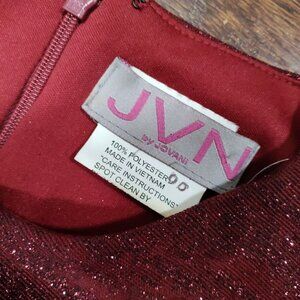 JVN
by JOVANI
100% POLYESTER
MADE IN VIETNAM
"CARE INSTRUCTIONS"
SPOT CLEAN BY